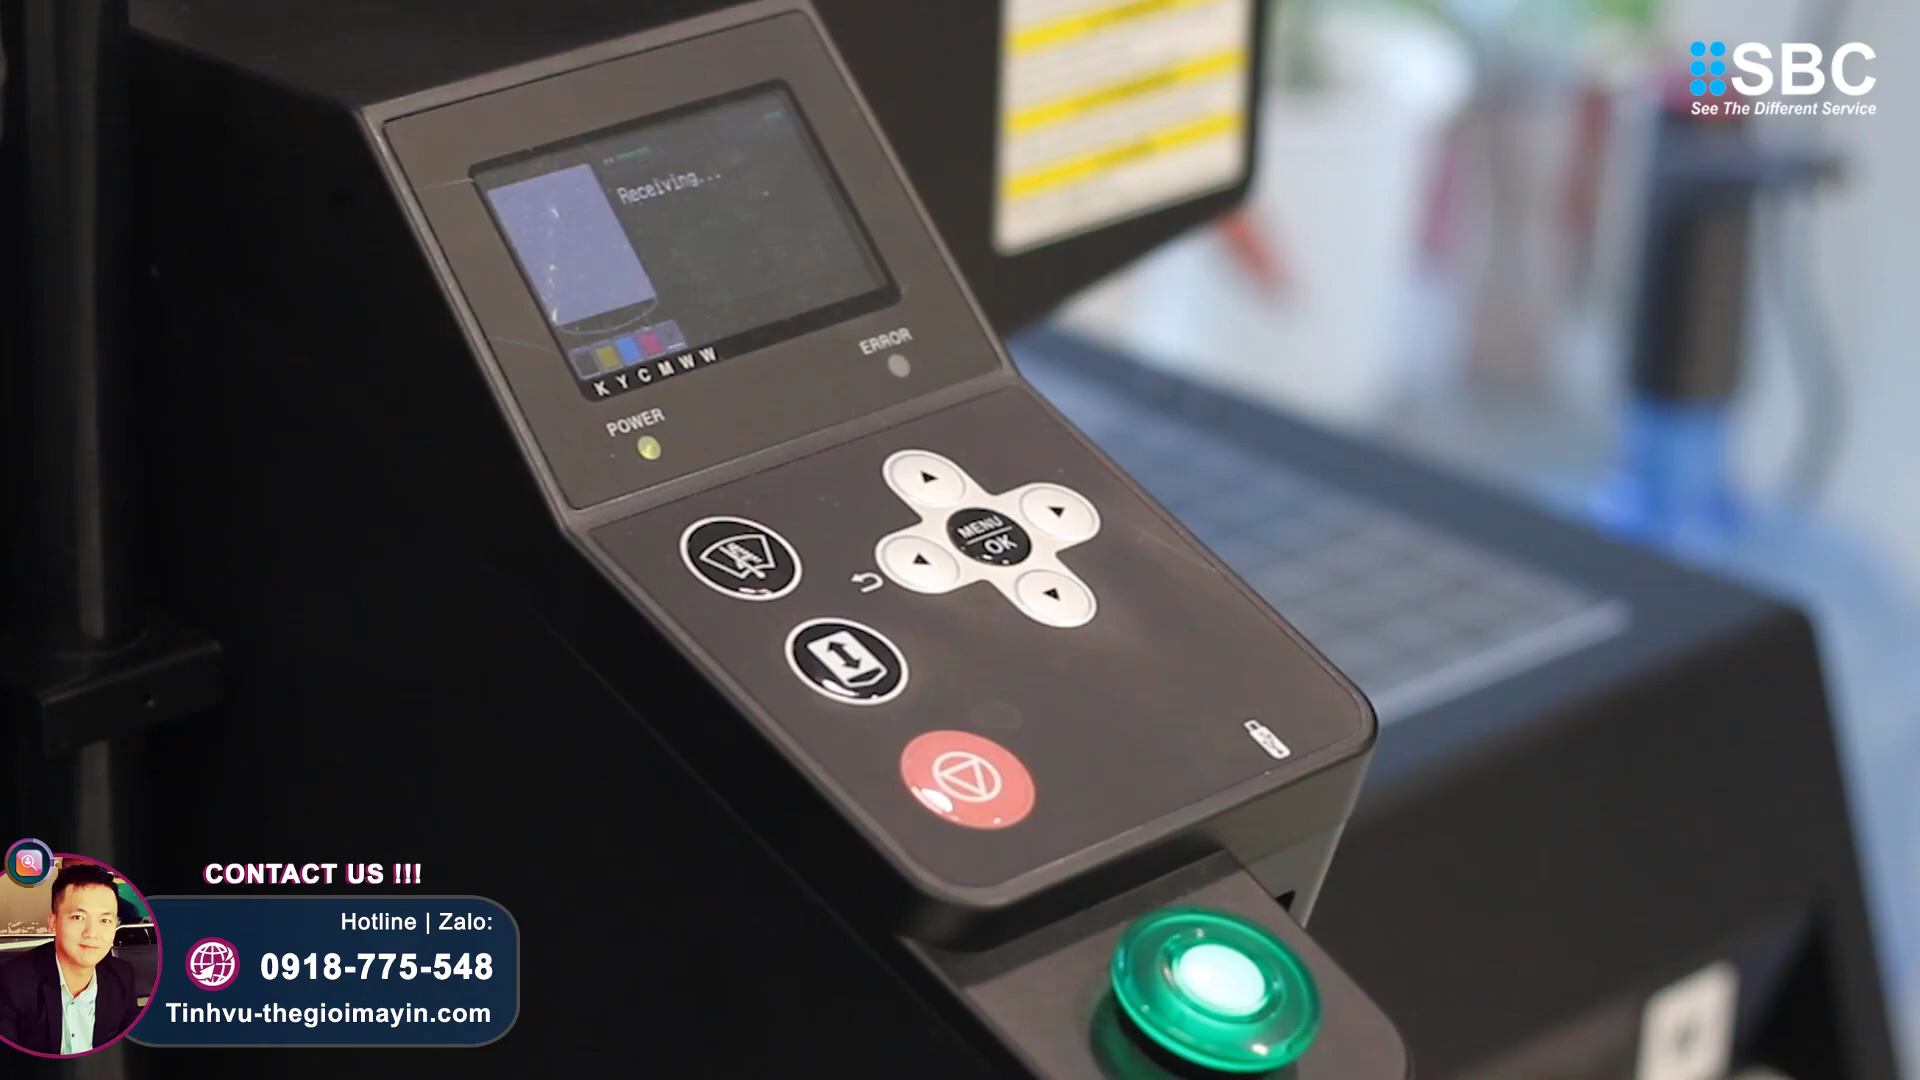 SBC
See The Different Service
Receiving...
K Y C M W W
ERROR
POWER
MENU
OK
CONTACT US !!!
Hotline | Zalo:
0918-775-548
Tinhvu-thegioimayin.com